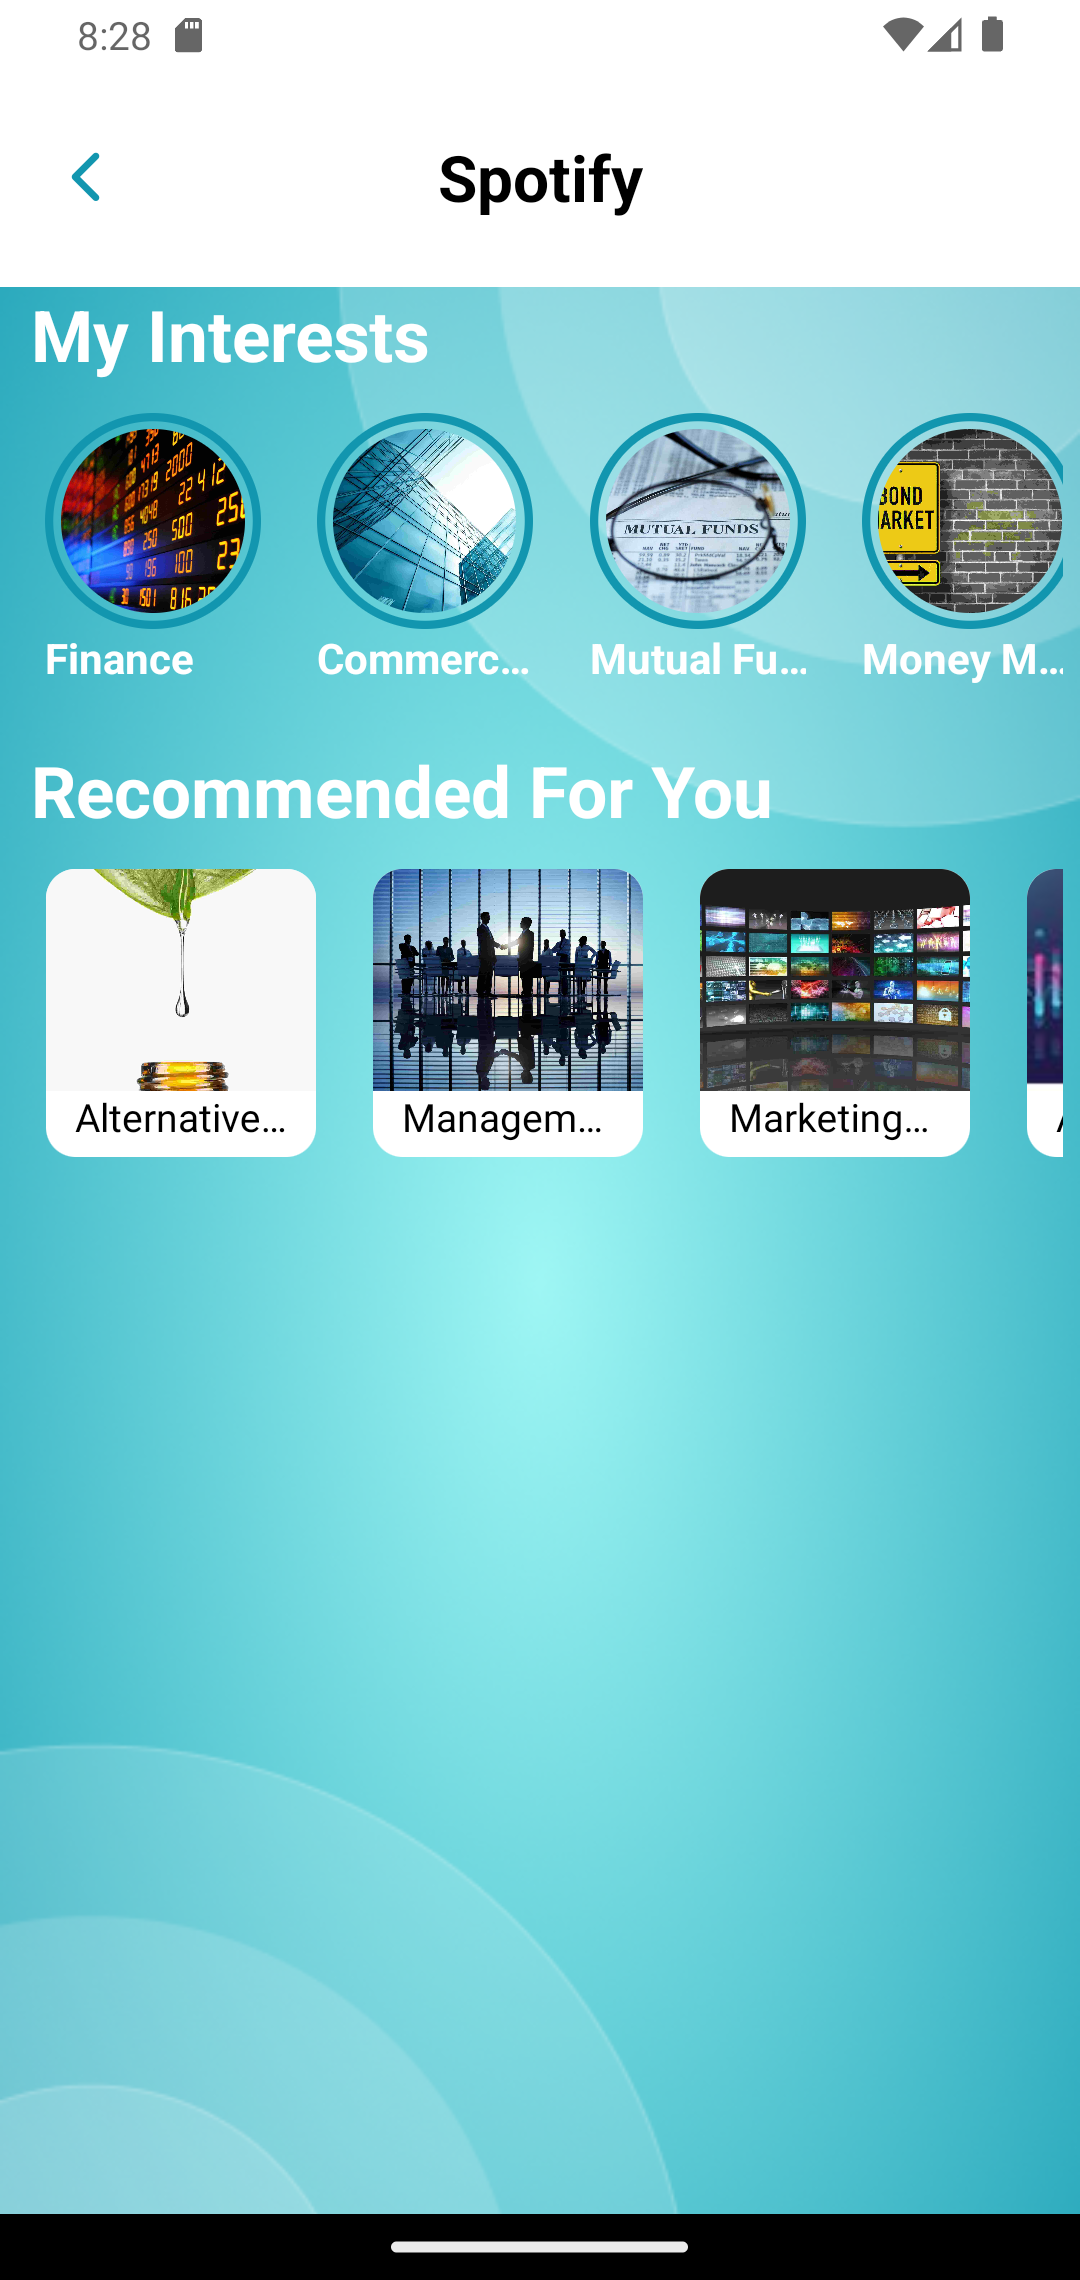 8:28
Spotify
My Interests
BOND
MARKET
MUTUAL FUNDS
Finance
Commerc...
Mutual Fu...
Money M...
Recommended For You
Alternative...
Managem...
Marketing...